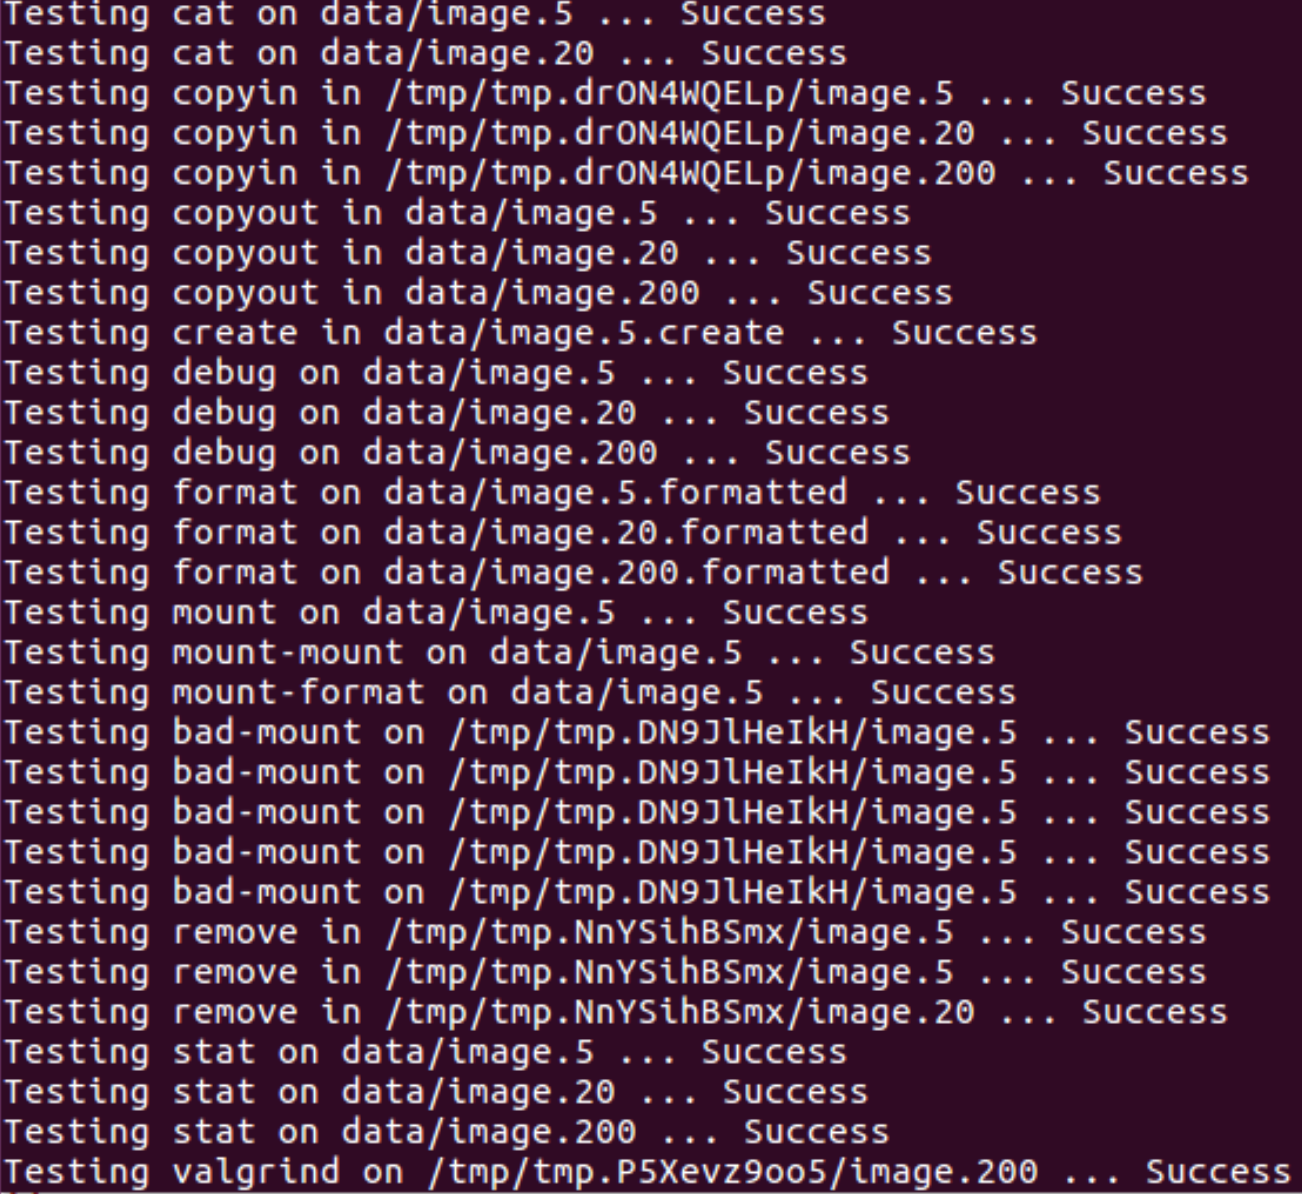 Testing cat on data/image.5 ... Success
Testing cat on data/image.20 ... Success
Testing copyin in /tmp/tmp.drON4WQELp/image.5 ... Success
Testing copyin in /tmp/tmp.drON4WQELp/image.20 ... Success
Testing copyin in /tmp/tmp.drON4WQELp/image.200 ... Success
Testing copyout in data/image.5 ... Success
Testing copyout in data/image.20 ... Success
Testing copyout in data/image.200 ... Success
Testing create in data/image.5.create ... Success
Testing debug on data/image.5 ... Success
Testing debug on data/image.20 ... Success
Testing debug on data/image.200 ... Success
Testing format on data/image.5.formatted ... Success
Testing format on data/image.20.formatted ... Success
Testing format on data/image.200.formatted ... Success
Testing mount on data/image.5 ... Success
Testing mount-mount on data/image.5 ... Success
Testing mount-format on data/image.5 ... Success
Testing bad-mount on /tmp/tmp.DN9JlHeIkH/image.5 ... Success
Testing bad-mount on /tmp/tmp.DN9JlHeIkH/image.5 ... Success
Testing bad-mount on /tmp/tmp.DN9JlHeIkH/image.5 ... Success
Testing bad-mount on /tmp/tmp.DN9JlHeIkH/image.5 ... Success
Testing bad-mount on /tmp/tmp.DN9JlHeIkH/image.5 ... Success
Testing remove in /tmp/tmp.NnYSihBSmx/image.5 ... Success
Testing remove in /tmp/tmp.NnYSihBSmx/image.5 ... Success
Testing remove in /tmp/tmp.NnYSihBSmx/image.20 ... Success
Testing stat on data/image.5 ... Success
Testing stat on data/image.20 ... Success
Testing stat on data/image.200 ... Success
Testing valgrind on /tmp/tmp.P5Xevz9oo5/image.200 ... Success